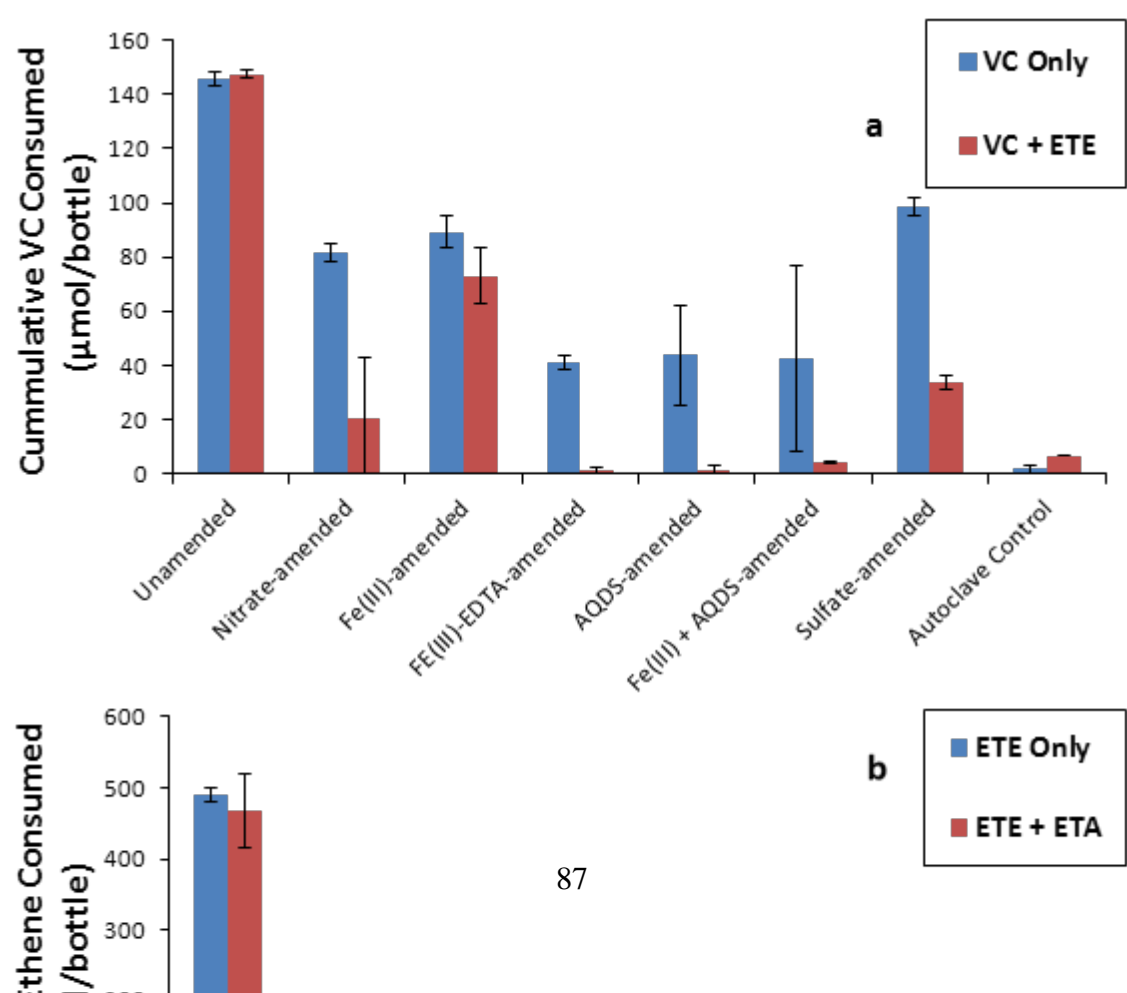 Cummulative VC Consumed
(µmol/bottle)
160
140
120
100
80
60
40
20
0
VC Only
VC + ETE
a
Unamended
Nitrate-amended
Fe(III)-amended
FE(III)-EDTA-amended
AQDS-amended
Fe(III) + AQDS-amended
Sulfate-amended
Autoclave Control
600
500
400
300
ETE Only
ETE + ETA
b
Consumed
/bottle)
87